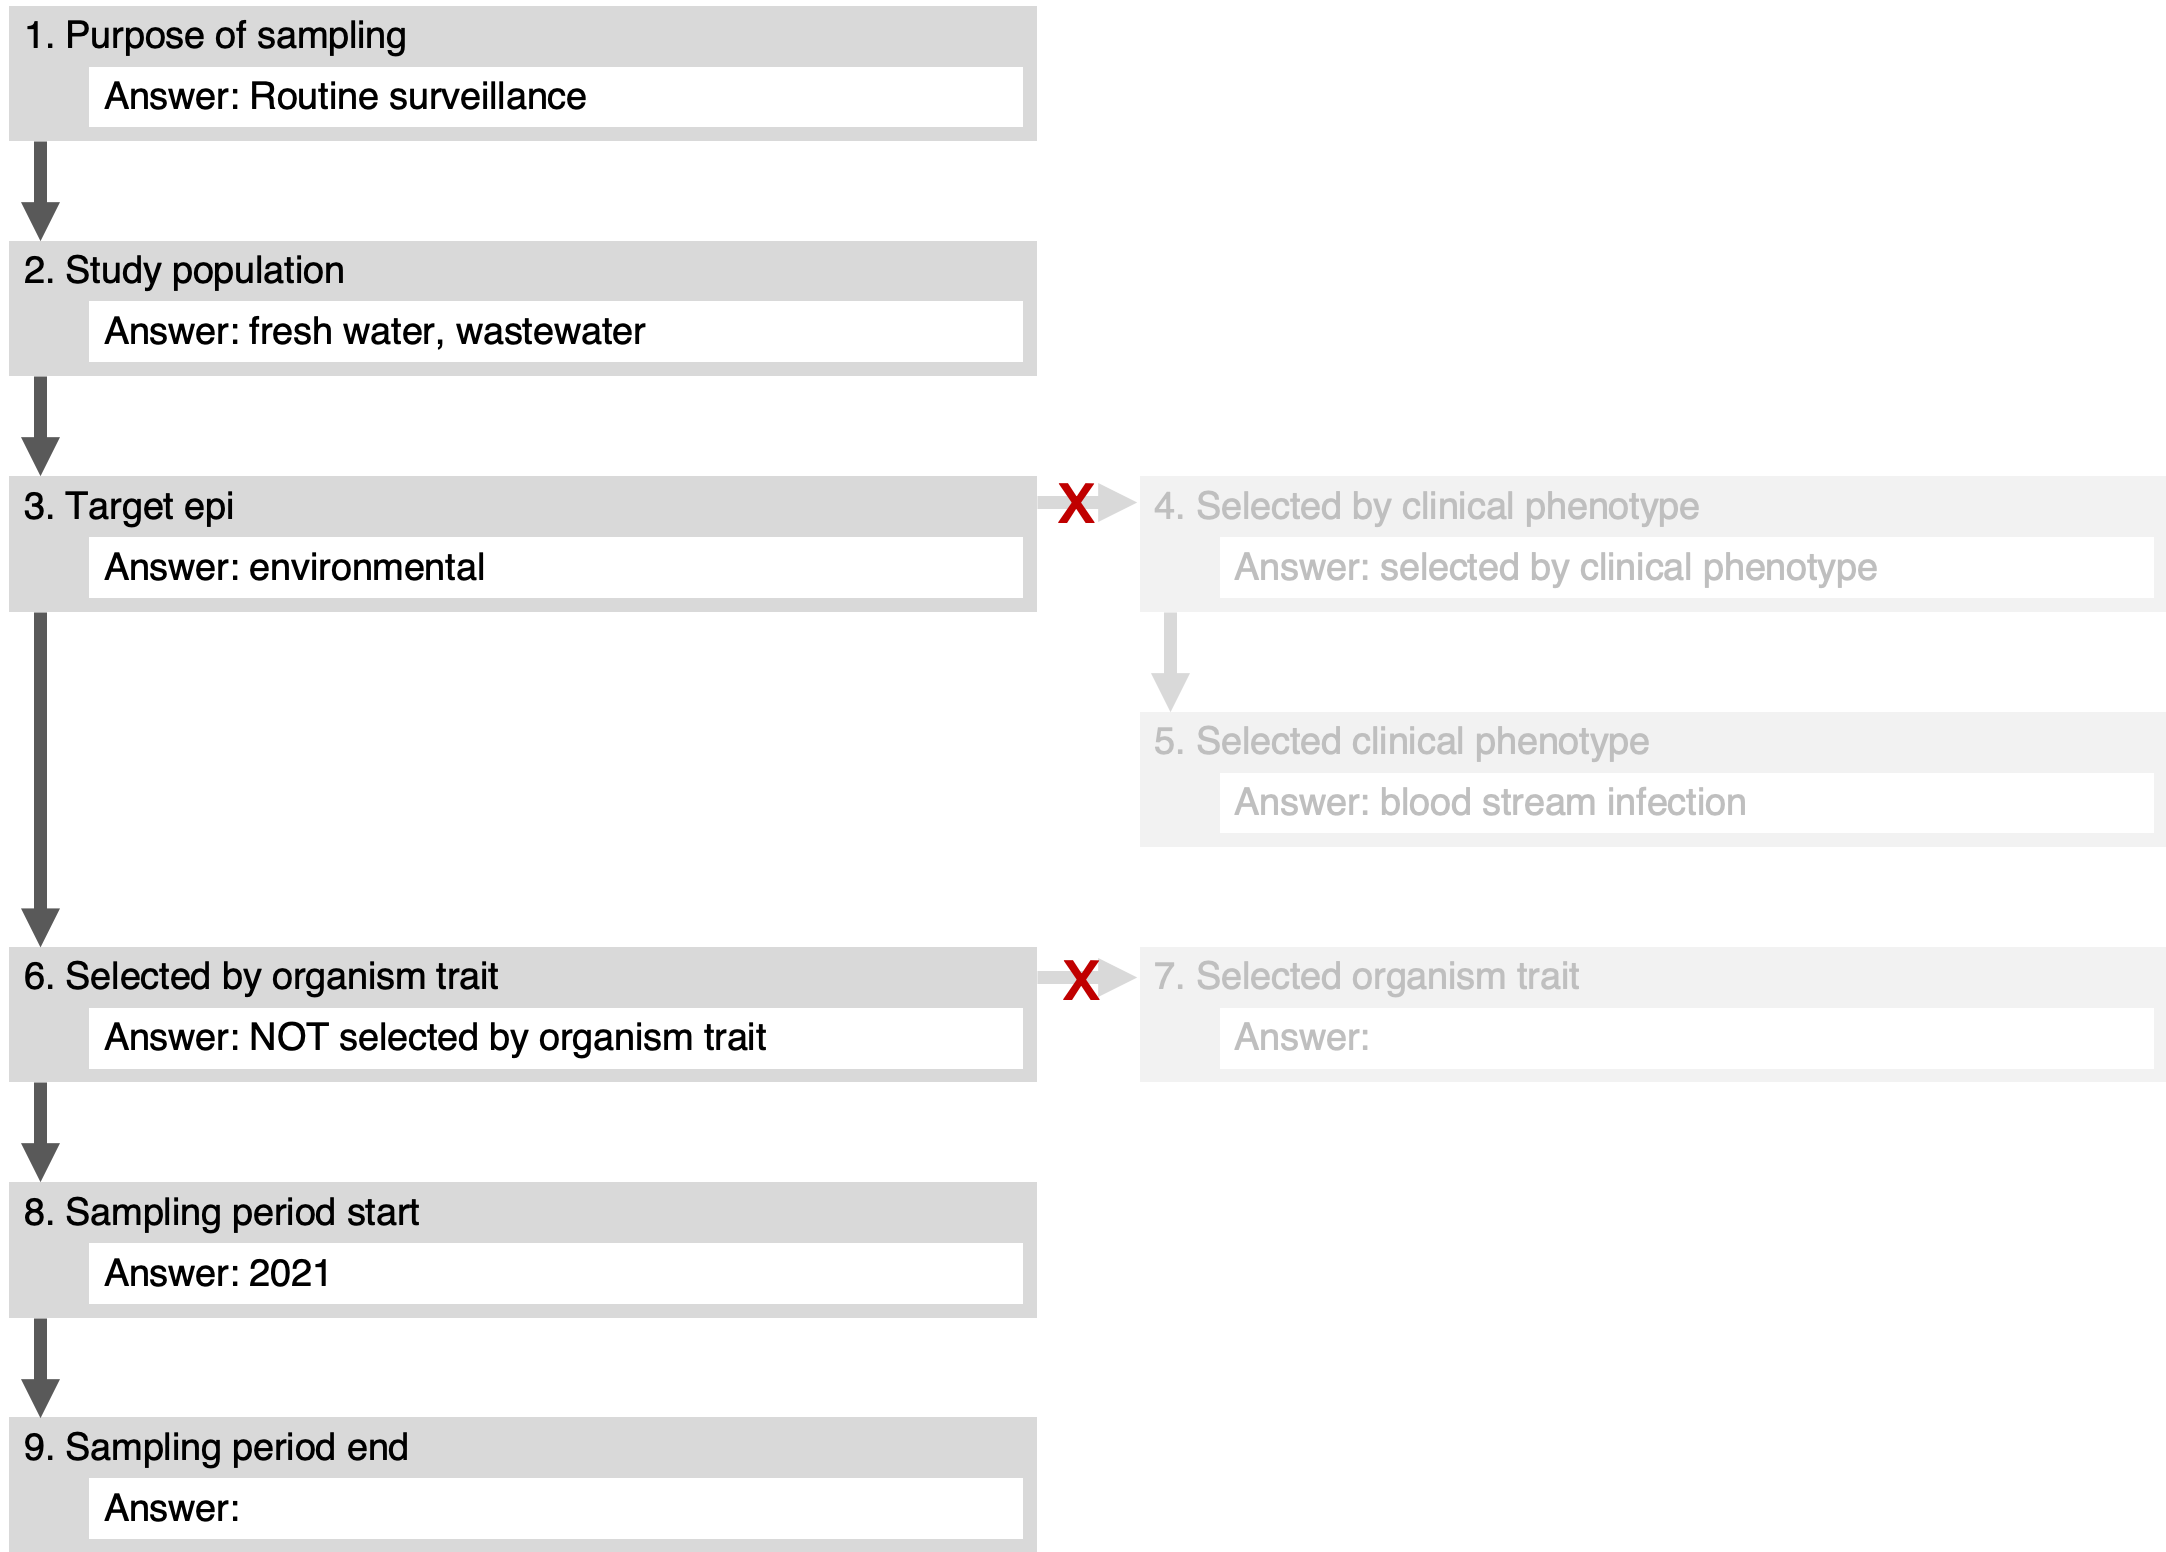 1. Purpose of sampling
Answer: Routine surveillance
2. Study population
Answer: fresh water, wastewater
3. Target epi
Answer: environmental
X
4. Selected by clinical phenotype
Answer: selected by clinical phenotype
5. Selected clinical phenotype
Answer: blood stream infection
6. Selected by organism trait
Answer: NOT selected by organism trait
X
7. Selected organism trait
Answer:
8. Sampling period start
Answer: 2021
9. Sampling period end
Answer: